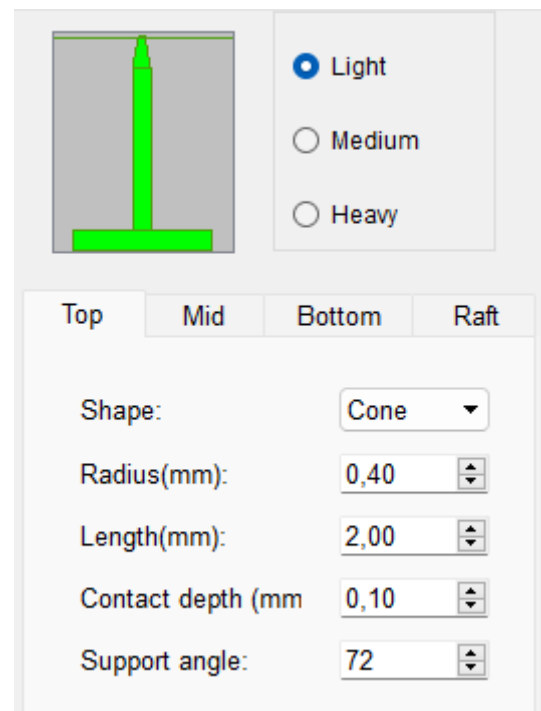 Light
Medium
Heavy
Top Mid Bottom Raft
Shape: Cone
Radius(mm): 0,40
Length(mm): 2,00
Contact depth (mm 0,10
Support angle: 72